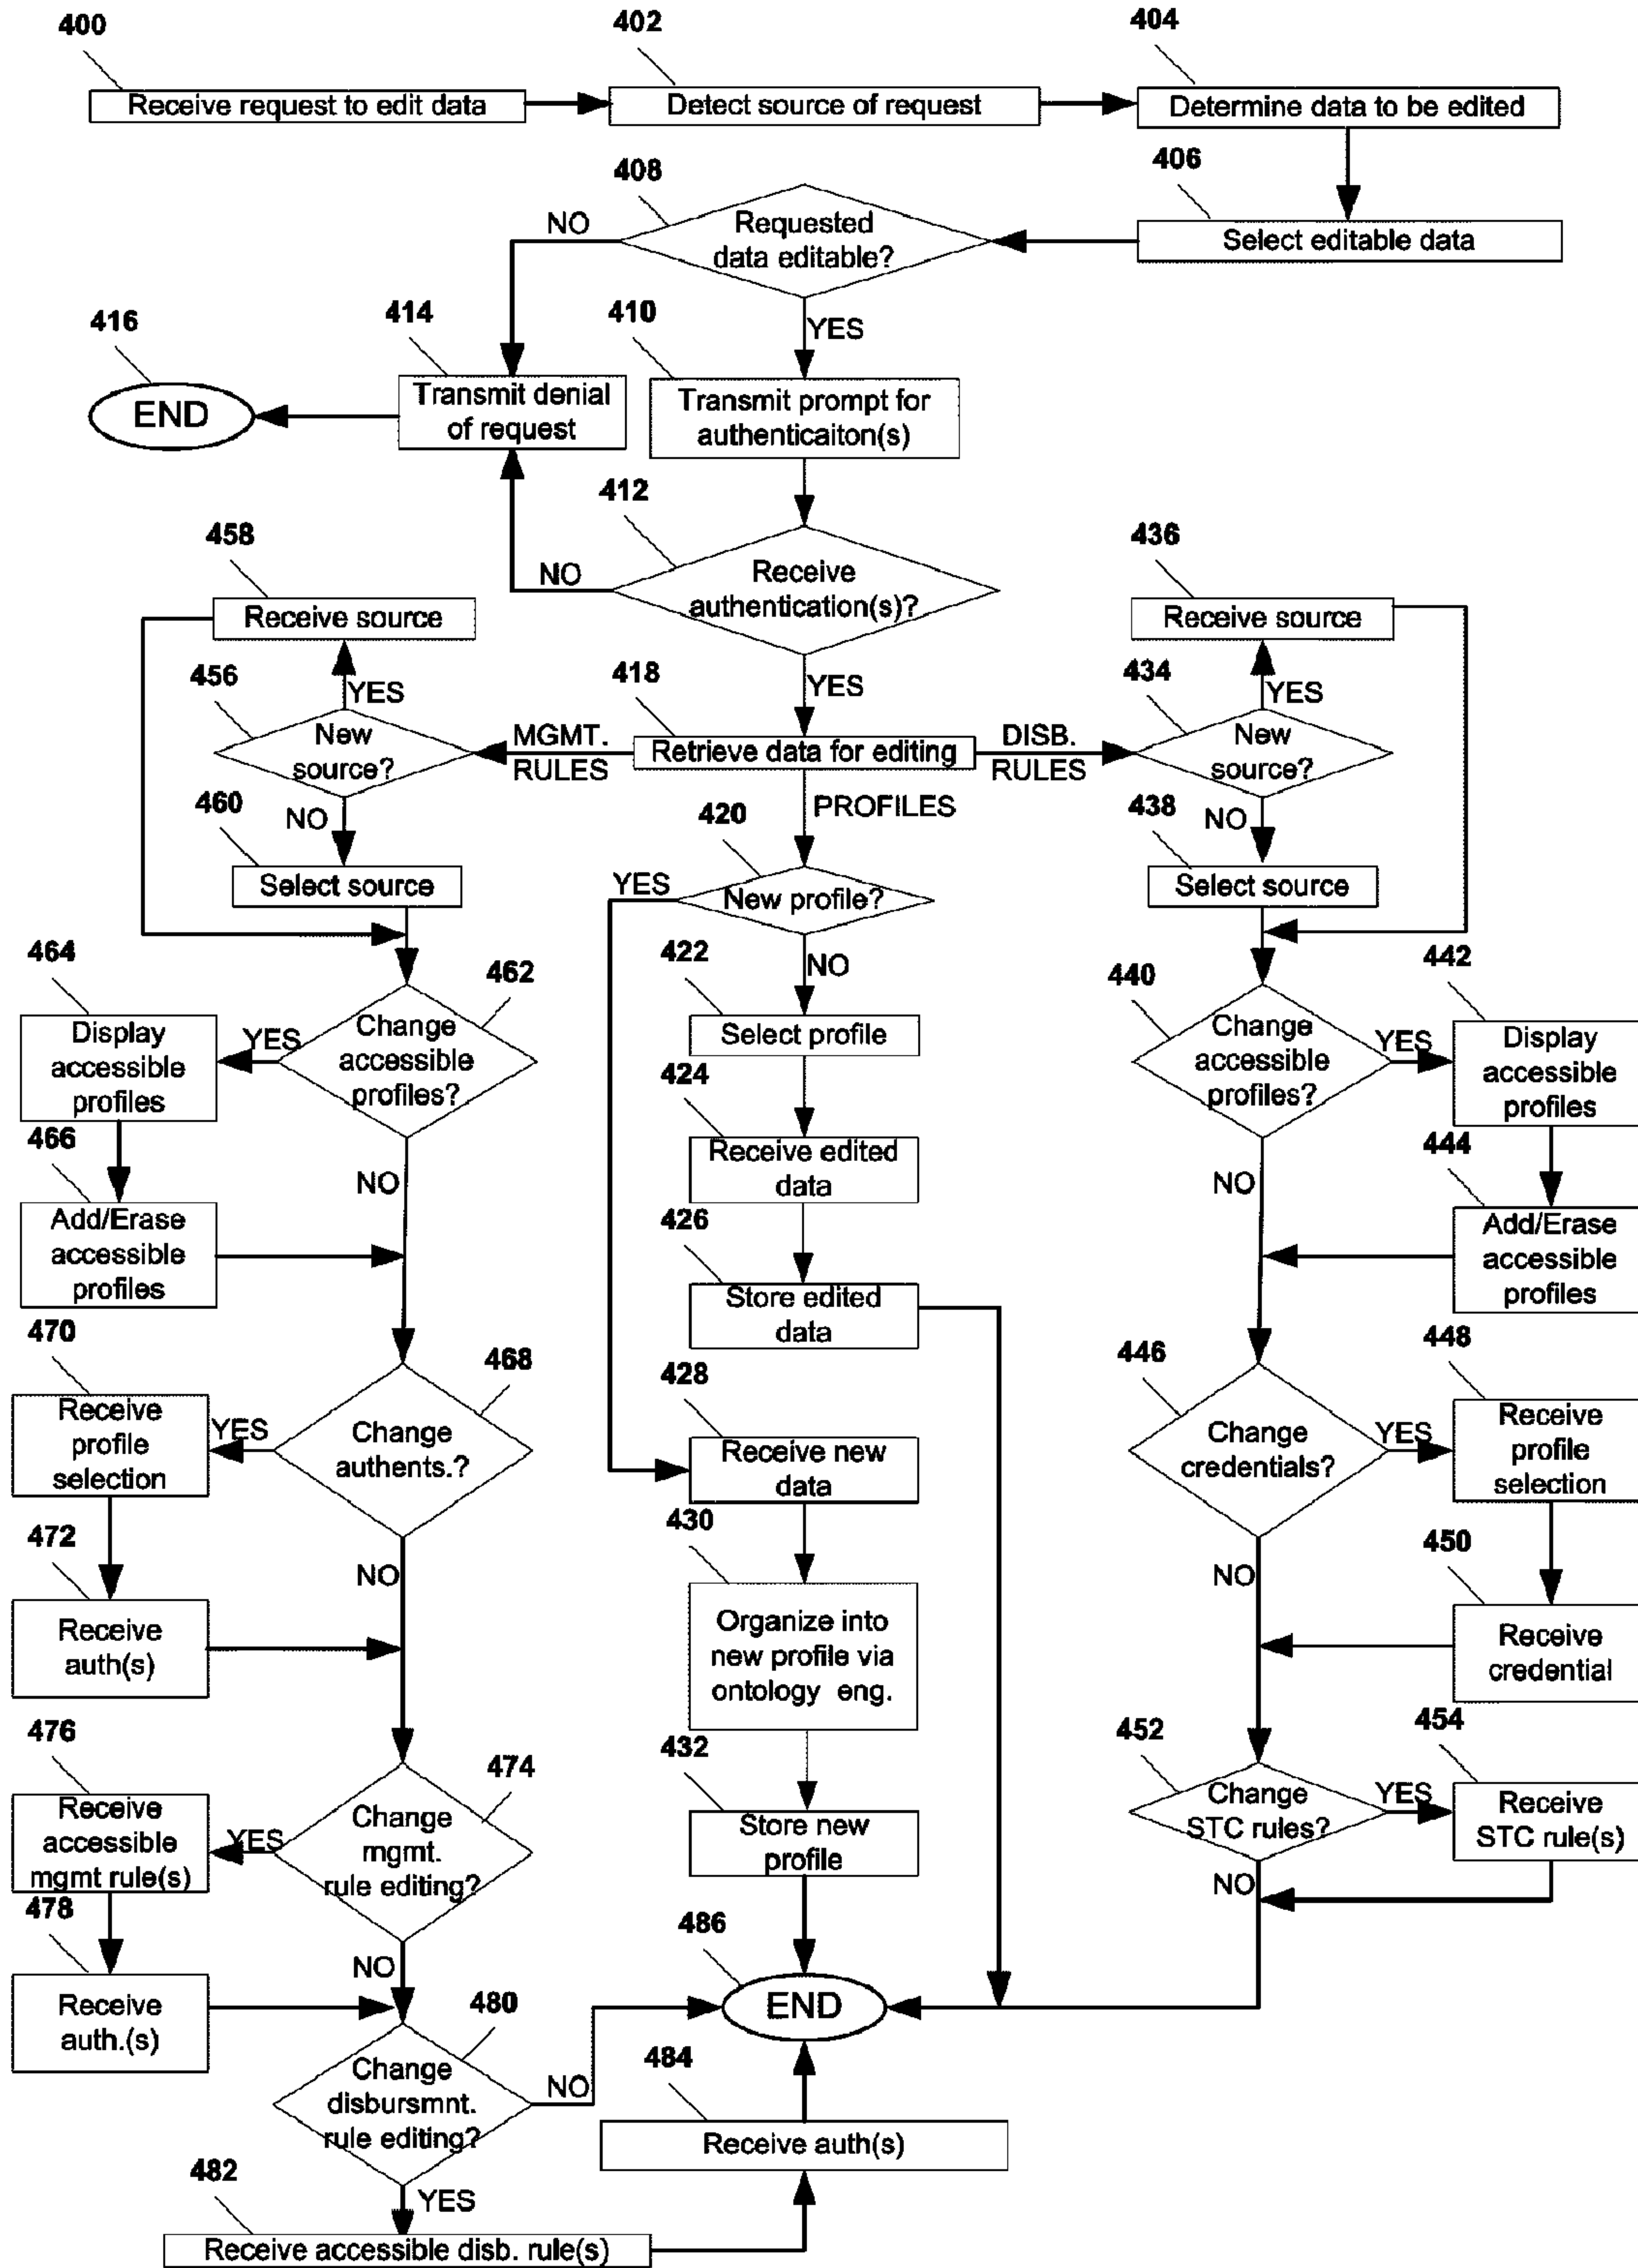 400
402
404
Receive request to edit data
Detect source of request
Determine data to be edited
406
408
Select editable data
Requested
data editable?
NO
YES
416
414
410
END
Transmit denial
of request
Transmit prompt for
authenticaiton(s)
412
458
436
Receive
authentication(s)?
NO
YES
Receive source
Receive source
456
YES
418
434
YES
New
source?
MGMT.
RULES
Retrieve data for editing
DISB.
RULES
New
source?
460
NO
PROFILES
420
438
NO
Select source
YES
New profile?
Select source
NO
464
462
422
440
442
Display
accessible
profiles
YES
Change
accessible
profiles?
Select profile
Change
accessible
profiles?
YES
Display
accessible
profiles
424
466
NO
Receive edited
data
NO
444
Add/Erase
accessible
profiles
426
Add/Erase
accessible
profiles
Store edited
data
470
468
428
446
448
Receive
profile
selection
YES
Change
authents.?
Receive new
data
Change
credentials?
YES
Receive
profile
selection
430
472
NO
NO
450
Receive
auth(s)
Organize into
new profile via
ontology eng.
Receive
credential
476
474
432
452
454
Receive
accessible
mgmt rule(s)
YES
Change
mgmt.
rule editing?
Store new
profile
Change
STC rules?
YES
Receive
STC rule(s)
NO
478
486
NO
Receive
auth.(s)
480
END
Change
disbursmnt.
rule editing?
NO
484
Receive auth(s)
482
YES
Receive accessible disb. rule(s)